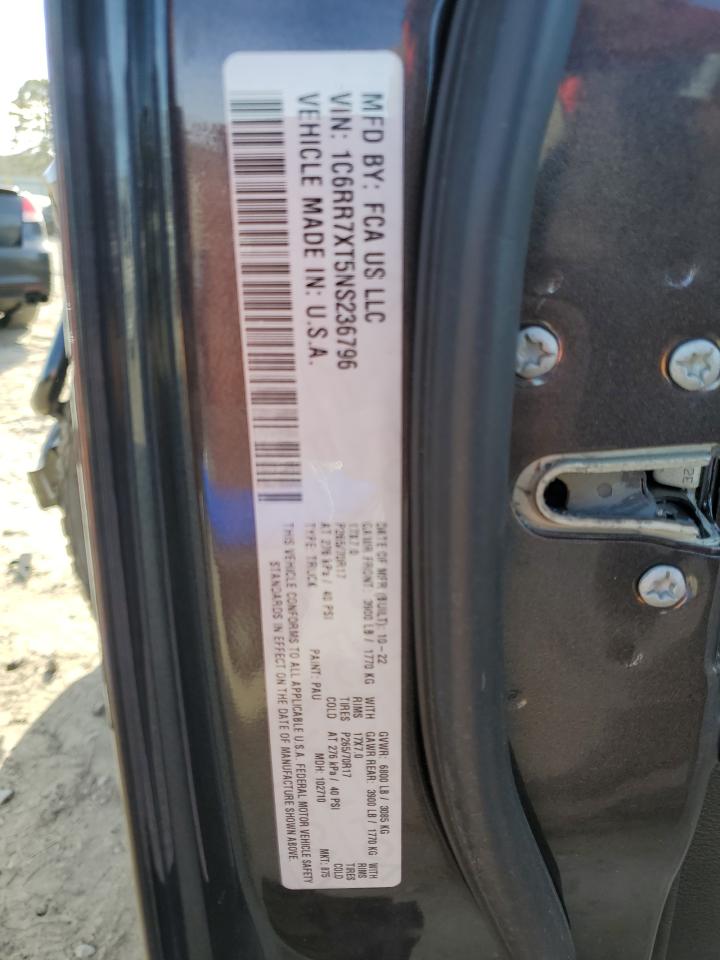 MFD BY: FCA US LLC
VIN: 1C6RR7XT5NS236796
VEHICLE MADE IN: U.S.A.
DATE OF MFR (BUILT): 10-22 GVWR: 6800 LB / 3085 KG
GAWR FRONT: 3900 LB / 1770 KG WITH GAWR REAR: 3900 LB / 1770 KG WITH
17X7.0 RIMS 17X7.0 RIMS
P265/70R17 TIRES P265/70R17 TIRES
AT 276 kPa / 40 PSI COLD AT 276 kPa / 40 PSI COLD
TYPE: TRUCK PAINT: PAU MDH: 102710 MKT: 875
THIS VEHICLE CONFORMS TO ALL APPLICABLE U.S.A. FEDERAL MOTOR VEHICLE SAFETY
STANDARDS IN EFFECT ON THE DATE OF MANUFACTURE SHOWN ABOVE.